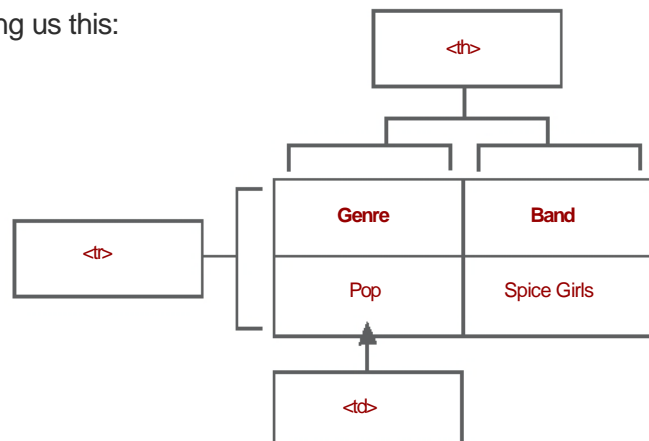 ng us this:
<th>
Genre Band
<tr>
Pop Spice Girls
<td>